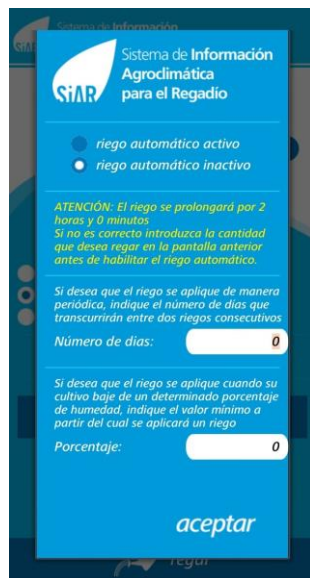 Sistema de Información
SiAR
Sistema de Información
Agroclimática
para el Regadío
riego automático activo
riego automático inactivo
ATENCIÓN: El riego se prolongará por 2
horas y 0 minutos
Si no es correcto introduzca la cantidad
que desea regar en la pantalla anterior
antes de habilitar el riego automático.
Si desea que el riego se aplique de manera
periódica, indique el número de días que
transcurrirán entre dos riegos consecutivos
Número de dias: 0
Si desea que el riego se aplique cuando su
cultivo baje de un determinado porcentaje
de humedad, indique el valor mínimo a
partir del cual se aplicará un riego
Porcentaje: 0
aceptar
regar